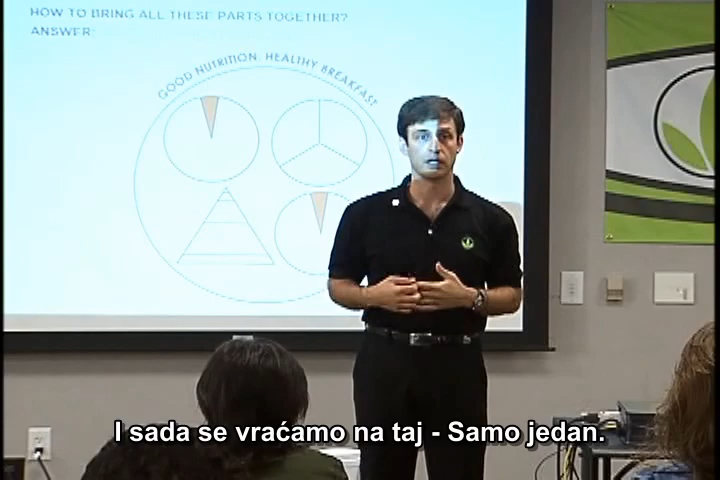 HOW TO BRING ALL THESE PARTS TOGETHER?
ANSWER:
GOOD NUTRITION, HEALTHY BREAKFAST
I sada se vraćamo na taj - Samo jedan.